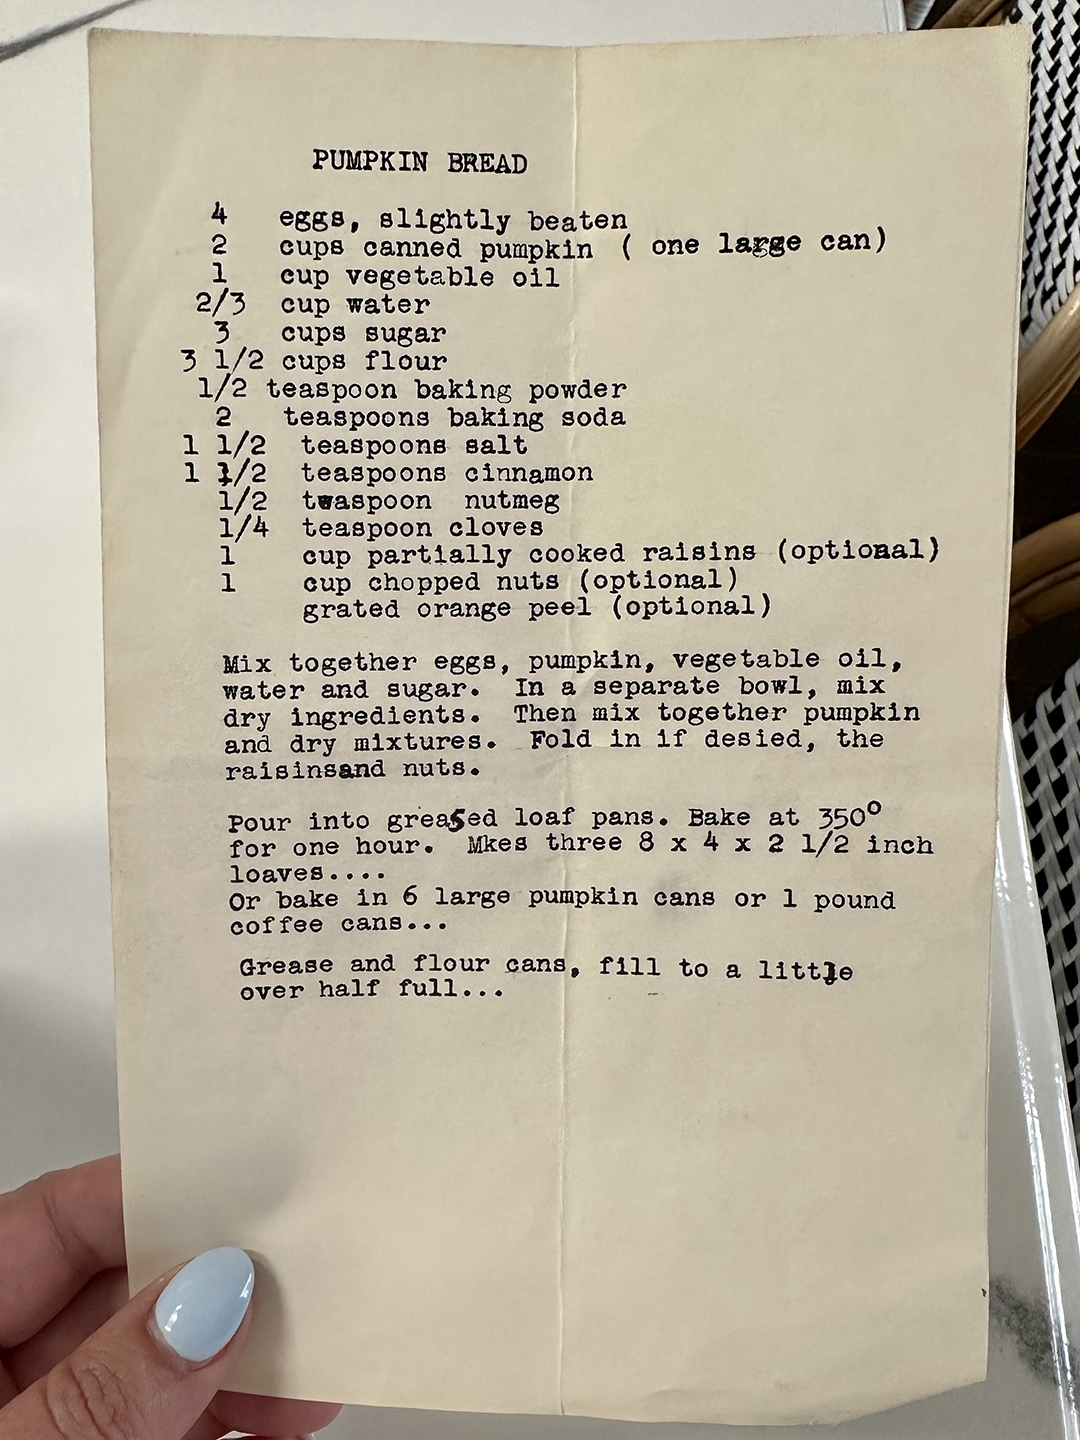 PUMPKIN BREAD
4 eggs, slightly beaten
2 cups canned pumpkin ( one large can)
1 cup vegetable oil
2/3 cup water
3 cups sugar
3 1/2 cups flour
1/2 teaspoon baking powder
2 teaspoons baking soda
1 1/2 teaspoons salt
1 1/2 teaspoons cinnamon
1/2 twaspoon nutmeg
1/4 teaspoon cloves
1 cup partially cooked raisins (optional)
1 cup chopped nuts (optional)
grated orange peel (optional)
Mix together eggs, pumpkin, vegetable oil,
water and sugar. In a separate bowl, mix
dry ingredients. Then mix together pumpkin
and dry mixtures. Fold in if desied, the
raisinsand nuts.
Pour into greased loaf pans. Bake at 350°
for one hour. Mkes three 8 x 4 x 2 1/2 inch
loaves....
Or bake in 6 large pumpkin cans or 1 pound
coffee cans...
Grease and flour cans, fill to a little
over half full...